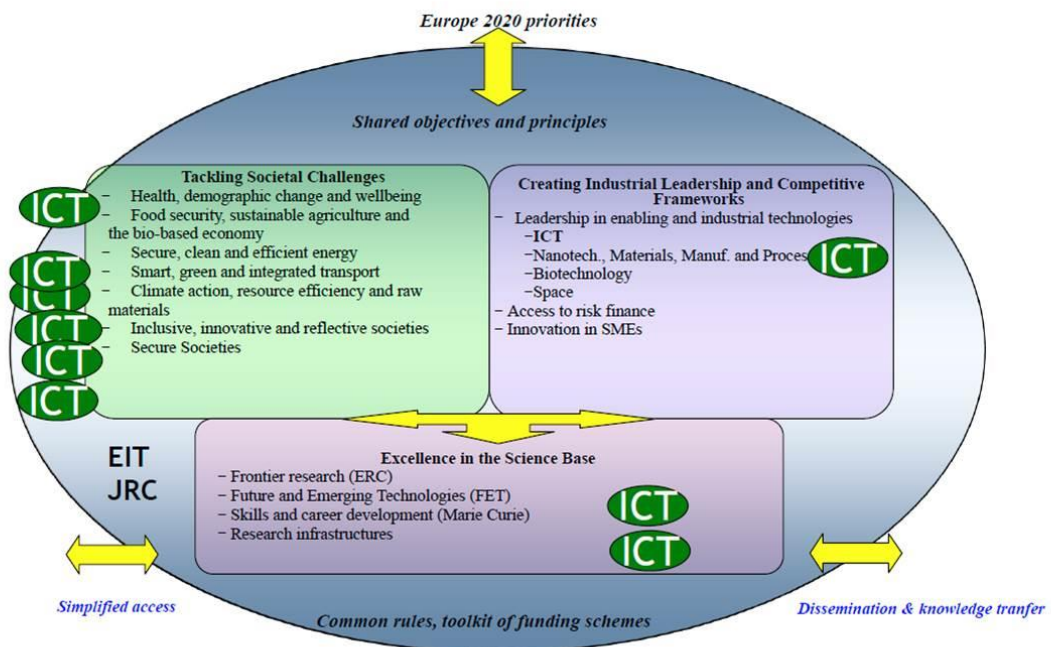 Europe 2020 priorities
Shared objectives and principles
Tackling Societal Challenges
− Health, demographic change and wellbeing
− Food security, sustainable agriculture and
the bio-based economy
− Secure, clean and efficient energy
− Smart, green and integrated transport
− Climate action, resource efficiency and raw
materials
− Inclusive, innovative and reflective societies
− Secure Societies
ICT
ICT
ICT
ICT
ICT
ICT
Creating Industrial Leadership and Competitive
Frameworks
− Leadership in enabling and industrial technologies
−ICT
−Nanotech., Materials, Manuf. and Proces
−Biotechnology
−Space
− Access to risk finance
− Innovation in SMEs
ICT
EIT
JRC
Excellence in the Science Base
− Frontier research (ERC)
− Future and Emerging Technologies (FET)
− Skills and career development (Marie Curie)
− Research infrastructures
ICT
ICT
Simplified access
Dissemination & knowledge tranfer
Common rules, toolkit of funding schemes